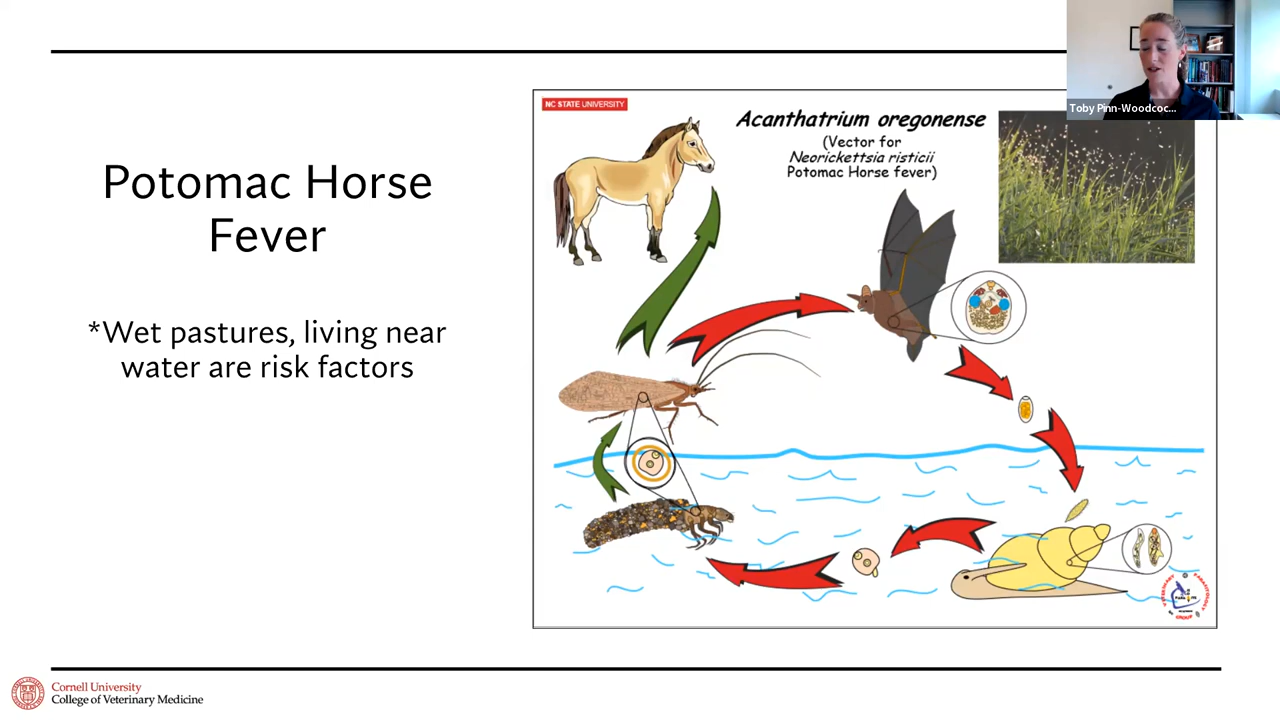 Potomac Horse
Fever
*Wet pastures, living near
water are risk factors
NC STATE UNIVERSITY
Acanthatrium oregonense
(Vector for
Neorickettsia risticii
Potomac Horse fever)
Toby Pinn-Woodcoc...
Cornell University
College of Veterinary Medicine